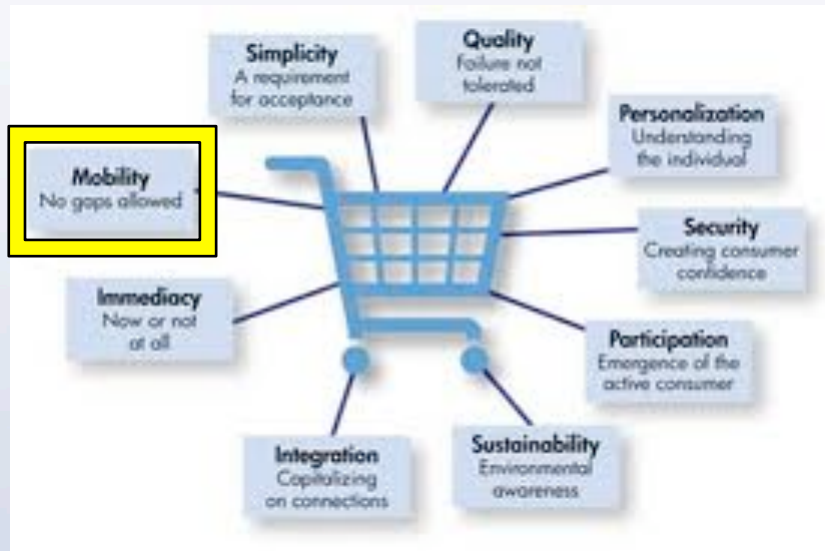 Simplicity
A requirement
for acceptance
Quality
Failure not
tolerated
Personalization
Understanding
the individual
Mobility
No gaps allowed
Security
Creating consumer
confidence
Immediacy
Now or not
at all
Participation
Emergence of the
active consumer
Integration
Capitalizing
on connections
Sustainability
Environmental
awareness